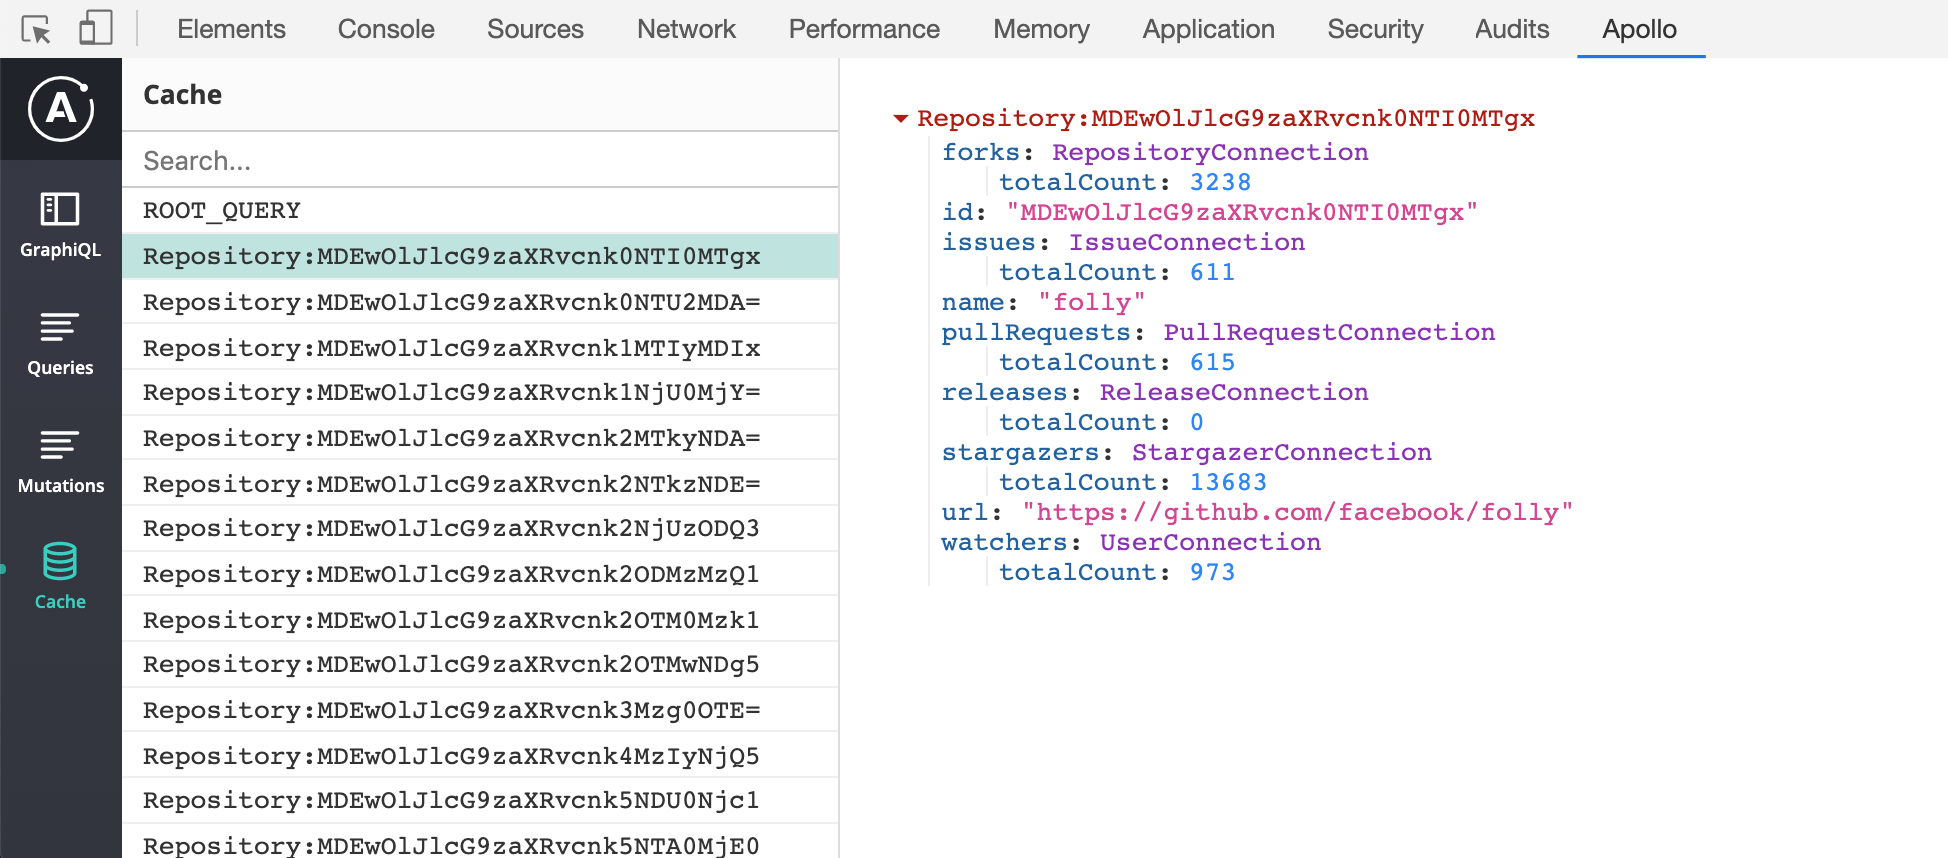 Elements Console Sources Network Performance Memory Application Security Audits Apollo
A
GraphiQL
Queries
Mutations
Cache
Cache
Search...
ROOT_QUERY
Repository:MDEwOlJlcG9zaXRvcnk0NTI0MTgx
Repository:MDEwOlJlcG9zaXRvcnk0NTU2MDA=
Repository:MDEwOlJlcG9zaXRvcnk1MTIyMDIx
Repository:MDEwOlJlcG9zaXRvcnk1NjU0MjY=
Repository:MDEwOlJlcG9zaXRvcnk2MTkyNDA=
Repository:MDEwOlJlcG9zaXRvcnk2NTkzNDE=
Repository:MDEwOlJlcG9zaXRvcnk2NjUzODQ3
Repository:MDEwOlJlcG9zaXRvcnk2ODMzMzQ1
Repository:MDEwOlJlcG9zaXRvcnk2OTM0Mzk1
Repository:MDEwOlJlcG9zaXRvcnk2OTMwNDg5
Repository:MDEwOlJlcG9zaXRvcnk3Mzg0OTE=
Repository:MDEwOlJlcG9zaXRvcnk4MzIyNjQ5
Repository:MDEwOlJlcG9zaXRvcnk5NDU0Njc1
Repository:MDEwOlJlcG9zaXRvcnk5NTA0MjE0
Repository:MDEwOlJlcG9zaXRvcnk0NTI0MTgx
forks: RepositoryConnection
totalCount: 3238
id: "MDEwOlJlcG9zaXRvcnk0NTI0MTgx"
issues: IssueConnection
totalCount: 611
name: "folly"
pullRequests: PullRequestConnection
totalCount: 615
releases: ReleaseConnection
totalCount: 0
stargazers: StargazerConnection
totalCount: 13683
url: "https://github.com/facebook/folly"
watchers: UserConnection
totalCount: 973